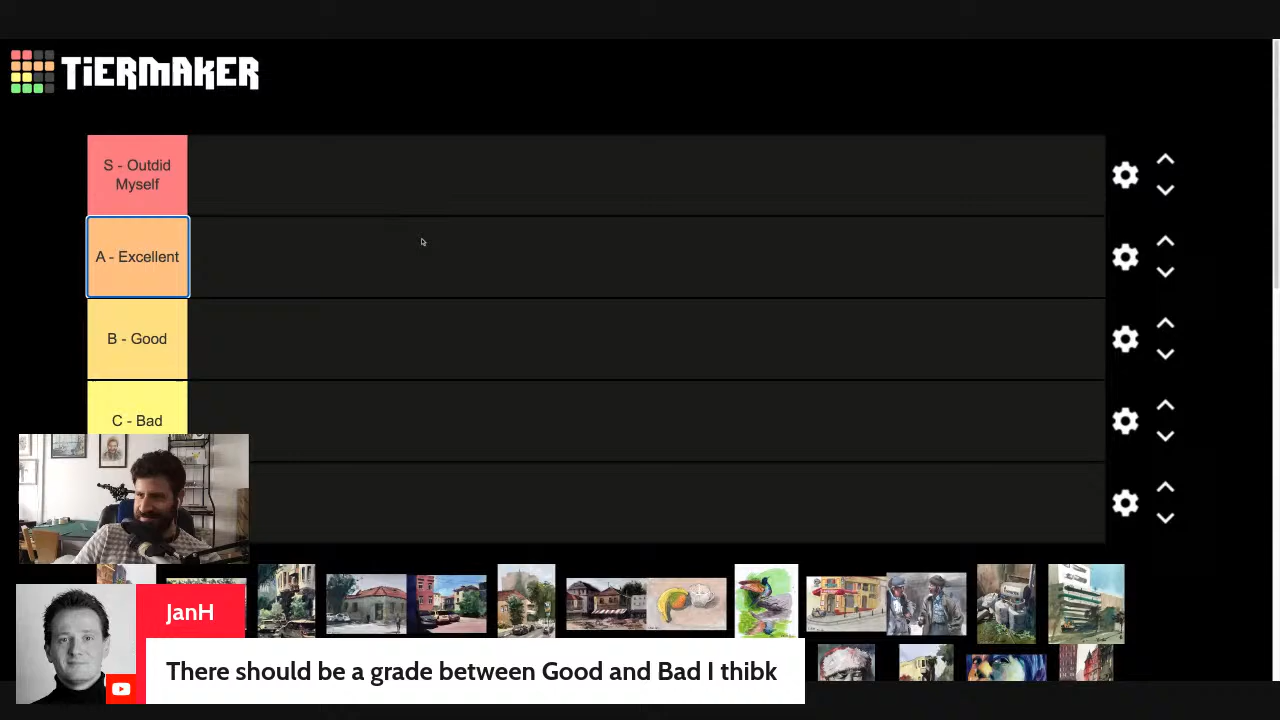 TiERMAKER
S - Outdid
Myself
A - Excellent
B - Good
C - Bad
JanH
There should be a grade between Good and Bad I thibk